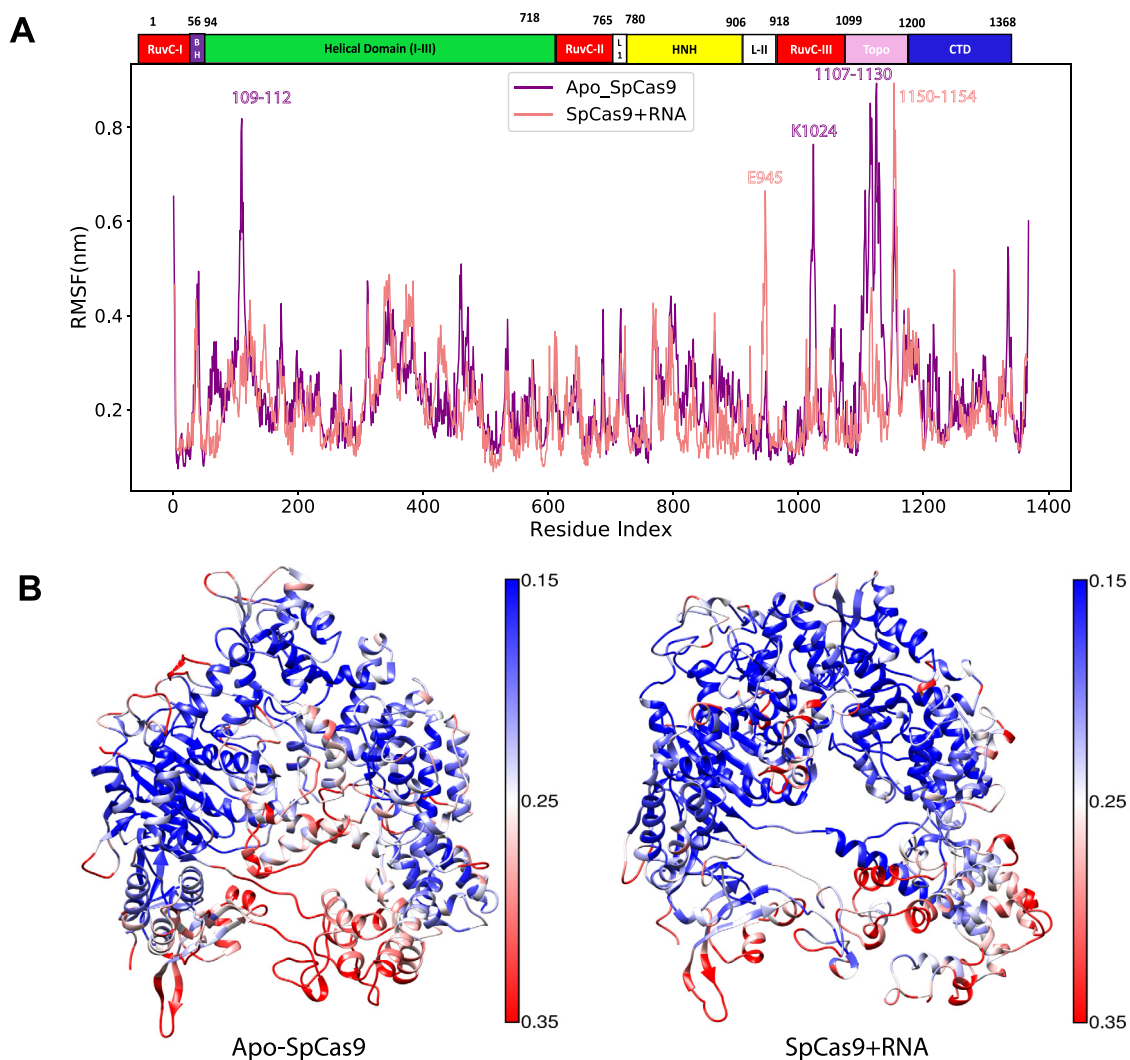 A
1 56 94 718 765 780 906 918 1099 1200 1368
RuvC-I BH Helical Domain (I-III) RuvC-II L1 HNH L-II RuvC-III Topo CTD
Apo_SpCas9
SpCas9+RNA
1107-1130
109-112
1150-1154
K1024
E945
RMSF(nm)
0.8
0.6
0.4
0.2
0 200 400 600 800 1000 1200 1400
Residue Index
B
0.15 0.15
0.25 0.25
0.35 0.35
Apo-SpCas9 SpCas9+RNA